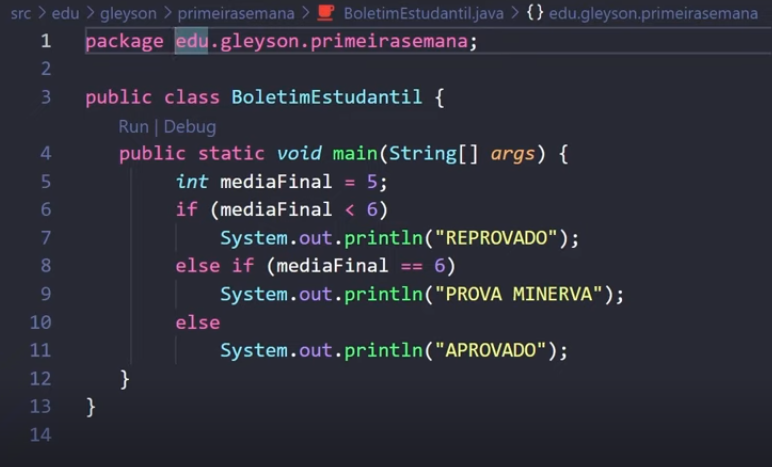 src > edu > gleyson > primeirasemana > BoletimEstudantil.java > {} edu.gleyson.primeirasemana
1 package edu.gleyson.primeirasemana;
2
3 public class BoletimEstudantil {
Run | Debug
4 public static void main(String[] args) {
5 int mediaFinal = 5;
6 if (mediaFinal < 6)
7 System.out.println("REPROVADO");
8 else if (mediaFinal == 6)
9 System.out.println("PROVA MINERVA");
10 else
11 System.out.println("APROVADO");
12 }
13 }
14